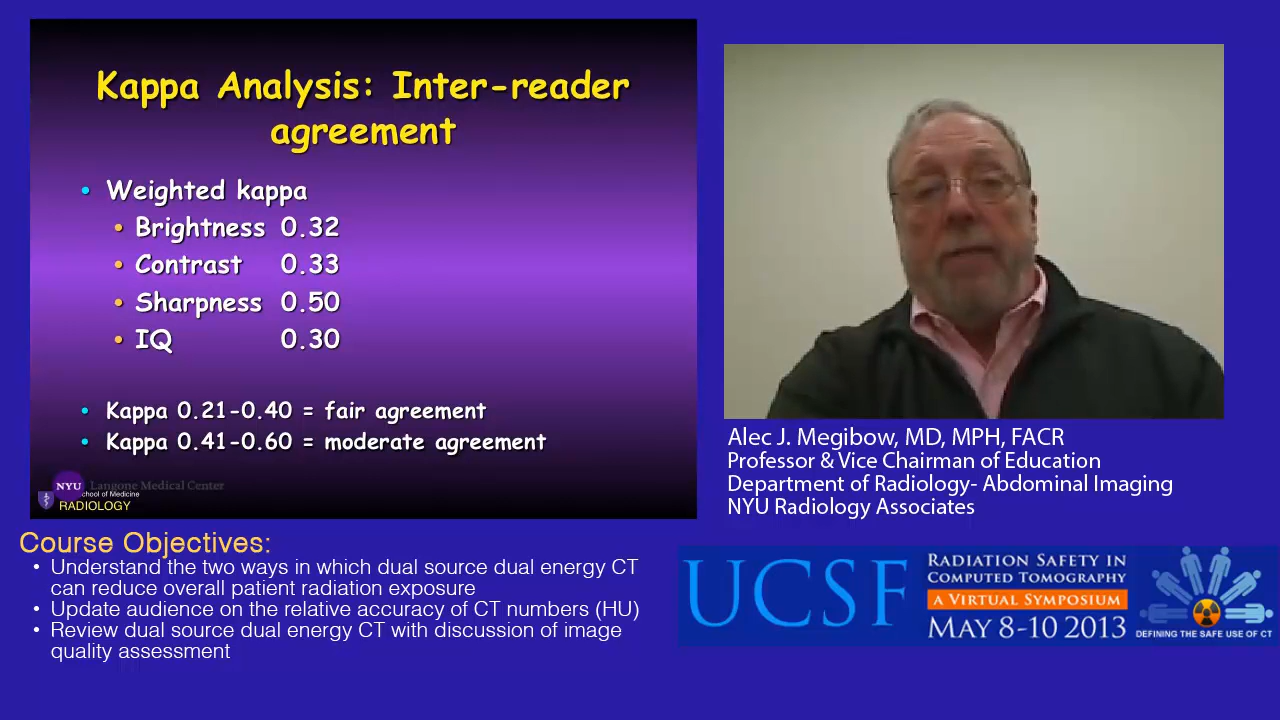 Kappa Analysis: Inter-reader
agreement
• Weighted kappa
• Brightness 0.32
• Contrast 0.33
• Sharpness 0.50
• IQ 0.30
• Kappa 0.21-0.40 = fair agreement
• Kappa 0.41-0.60 = moderate agreement
NYU Langone Medical Center
School of Medicine
RADIOLOGY
Alec J. Megibow, MD, MPH, FACR
Professor & Vice Chairman of Education
Department of Radiology- Abdominal Imaging
NYU Radiology Associates
Course Objectives:
• Understand the two ways in which dual source dual energy CT
can reduce overall patient radiation exposure
• Update audience on the relative accuracy of CT numbers (HU)
• Review dual source dual energy CT with discussion of image
quality assessment
UCSF
RADIATION SAFETY IN
COMPUTED TOMOGRAPHY
A VIRTUAL SYMPOSIUM
MAY 8-10 2013
DEFINING THE SAFE USE OF CT